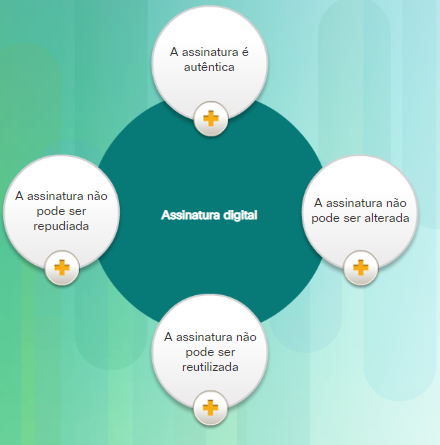 A assinatura é
autêntica
A assinatura não
pode ser
repudiada
Assinatura digital
A assinatura não
pode ser alterada
A assinatura não
pode ser
reutilizada